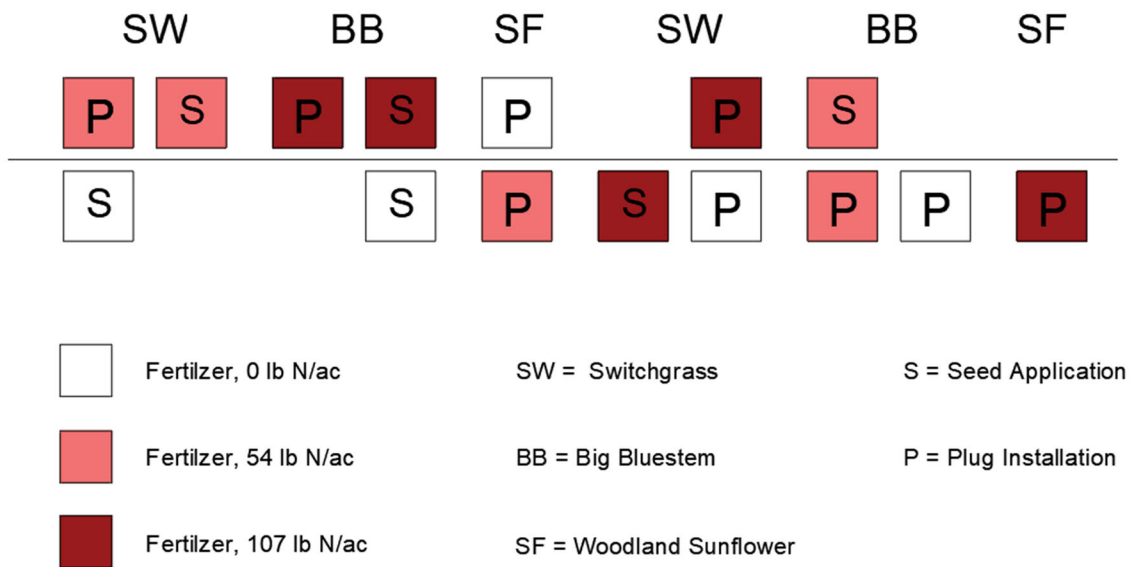 SW BB SF SW BB SF
P S P S P P S
S S P S P P P P
Fertilzer, 0 lb N/ac SW = Switchgrass S = Seed Application
Fertilzer, 54 lb N/ac BB = Big Bluestem P = Plug Installation
Fertilzer, 107 lb N/ac SF = Woodland Sunflower